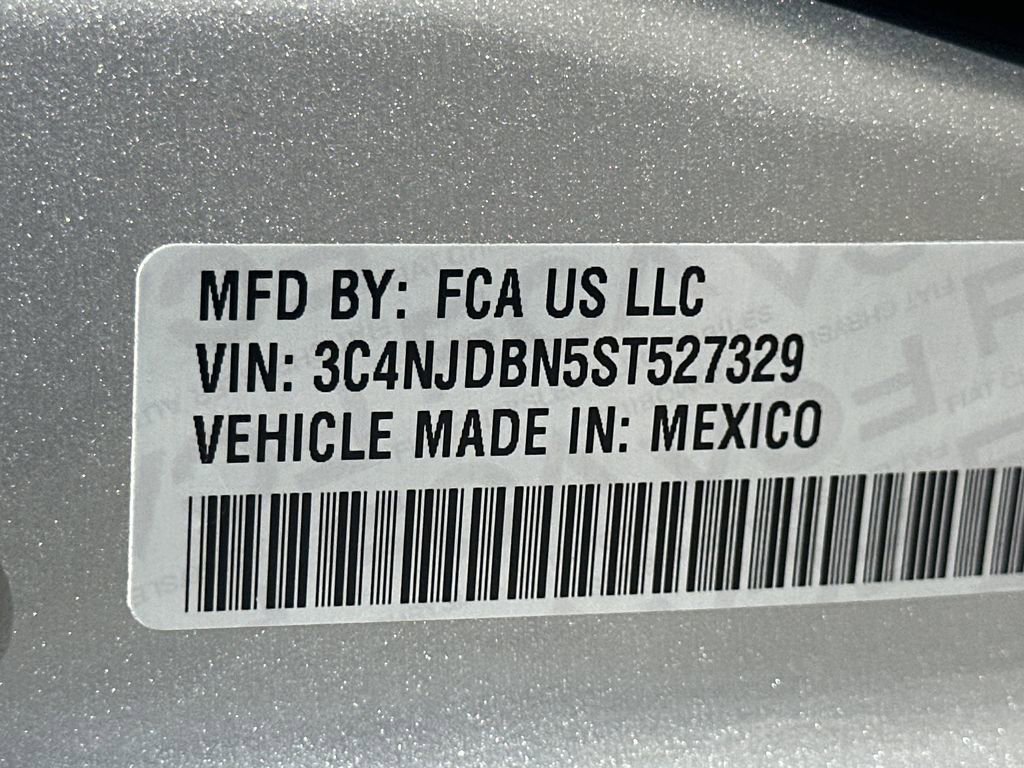 MFD BY: FCA US LLC
VIN: 3C4NJDBN5ST527329
VEHICLE MADE IN: MEXICO